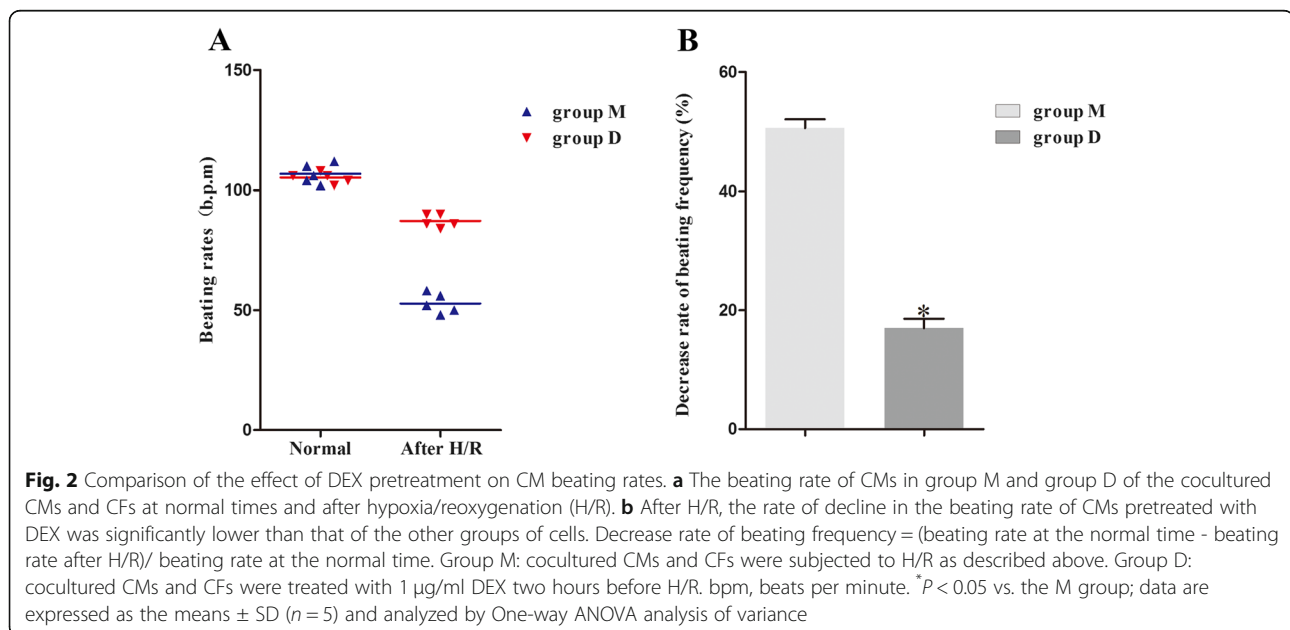 A
150
100
50
0
Beating rates (b.p.m)
Normal After H/R
group M
group D
B
60
40
20
0
Decrease rate of beating frequency (%)
*
group M
group D
Fig. 2 Comparison of the effect of DEX pretreatment on CM beating rates. a The beating rate of CMs in group M and group D of the cocultured
CMs and CFs at normal times and after hypoxia/reoxygenation (H/R). b After H/R, the rate of decline in the beating rate of CMs pretreated with
DEX was significantly lower than that of the other groups of cells. Decrease rate of beating frequency = (beating rate at the normal time - beating
rate after H/R)/ beating rate at the normal time. Group M: cocultured CMs and CFs were subjected to H/R as described above. Group D:
cocultured CMs and CFs were treated with 1 μg/ml DEX two hours before H/R. bpm, beats per minute. *P < 0.05 vs. the M group; data are
expressed as the means ± SD (n = 5) and analyzed by One-way ANOVA analysis of variance